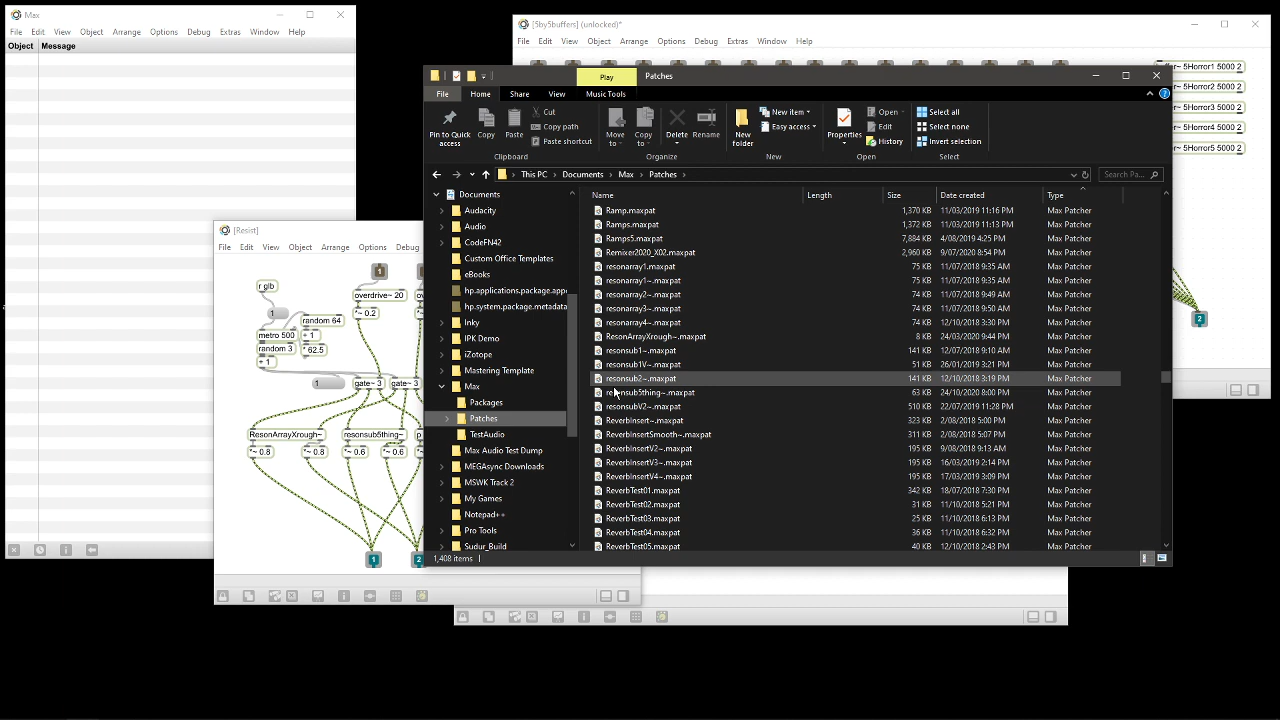 Max
File Edit View Object Arrange Options Debug Extras Window Help
Object Message
[5by5buffers] (unlocked)*
File Edit View Object Arrange Options Debug Extras Window Help
5Horror1 5000 2
5Horror2 5000 2
5Horror3 5000 2
5Horror4 5000 2
5Horror5 5000 2
2
[Resist]
File Edit View Object Arrange Options Debug
1
r glb
overdrive~ 20
1
*~ 0.2
random 64
metro 500
+ 1
random 3
* 62.5
+ 1
1
gate~ 3
gate~ 3
ResonArrayXrough~
resonsub5thing~
p
*~ 0.8
*~ 0.8
*~ 0.6
*~ 0.6
1
2
Play
Patches
File Home Share View Music Tools
Pin to Quick access
Copy
Paste
Cut
Copy path
Paste shortcut
Clipboard
Move to
Copy to
Delete
Rename
Organize
New folder
New item
Easy access
New
Properties
Open
Edit
History
Open
Select all
Select none
Invert selection
Select
This PC > Documents > Max > Patches >
Search Pa...
Documents
Audacity
Audio
CodeFN42
Custom Office Templates
eBooks
hp.applications.package.app
hp.system.package.metadata
Inky
IPK Demo
iZotope
Mastering Template
Max
Packages
Patches
TestAudio
Max Audio Test Dump
MEGAsync Downloads
MSWK Track 2
My Games
Notepad++
Pro Tools
Sudur_Build
Name Length Size Date created Type
Ramp.maxpat 1,370 KB 11/03/2019 11:16 PM Max Patcher
Ramps.maxpat 1,372 KB 11/03/2019 11:13 PM Max Patcher
Ramps5.maxpat 7,884 KB 4/08/2019 4:25 PM Max Patcher
Remixer2020_X02.maxpat 2,960 KB 9/07/2020 8:54 PM Max Patcher
resonarray1.maxpat 75 KB 11/07/2018 9:35 AM Max Patcher
resonarray1~.maxpat 75 KB 11/07/2018 9:35 AM Max Patcher
resonarray2~.maxpat 74 KB 11/07/2018 9:49 AM Max Patcher
resonarray3~.maxpat 74 KB 11/07/2018 9:50 AM Max Patcher
resonarray4~.maxpat 74 KB 12/10/2018 3:30 PM Max Patcher
ResonArrayXrough~.maxpat 8 KB 24/03/2020 9:44 PM Max Patcher
resonsub1~.maxpat 141 KB 12/07/2018 9:10 AM Max Patcher
resonsub1V~.maxpat 51 KB 26/01/2019 3:21 PM Max Patcher
resonsub2~.maxpat 141 KB 12/10/2018 3:19 PM Max Patcher
resonsub5thing~.maxpat 63 KB 24/10/2020 8:00 PM Max Patcher
resonsubV2~.maxpat 510 KB 22/07/2019 11:28 PM Max Patcher
ReverbInsert~.maxpat 323 KB 2/08/2018 5:00 PM Max Patcher
ReverbInsertSmooth~.maxpat 2/08/2018 5:07 PM Max Patcher
ReverbInsertV2~.maxpat 195 KB 9/08/2018 9:13 AM Max Patcher
ReverbInsertV3~.maxpat 195 KB 16/03/2019 2:14 PM Max Patcher
ReverbInsertV4~.maxpat 195 KB 17/03/2019 3:09 PM Max Patcher
ReverbTest01.maxpat 342 KB 18/07/2018 7:30 PM Max Patcher
ReverbTest02.maxpat 31 KB 11/10/2018 5:21 PM Max Patcher
ReverbTest03.maxpat 25 KB 11/10/2018 6:13 PM Max Patcher
ReverbTest04.maxpat 36 KB 11/10/2018 6:32 PM Max Patcher
ReverbTest05.maxpat 40 KB 12/10/2018 2:43 PM Max Patcher
1,408 items